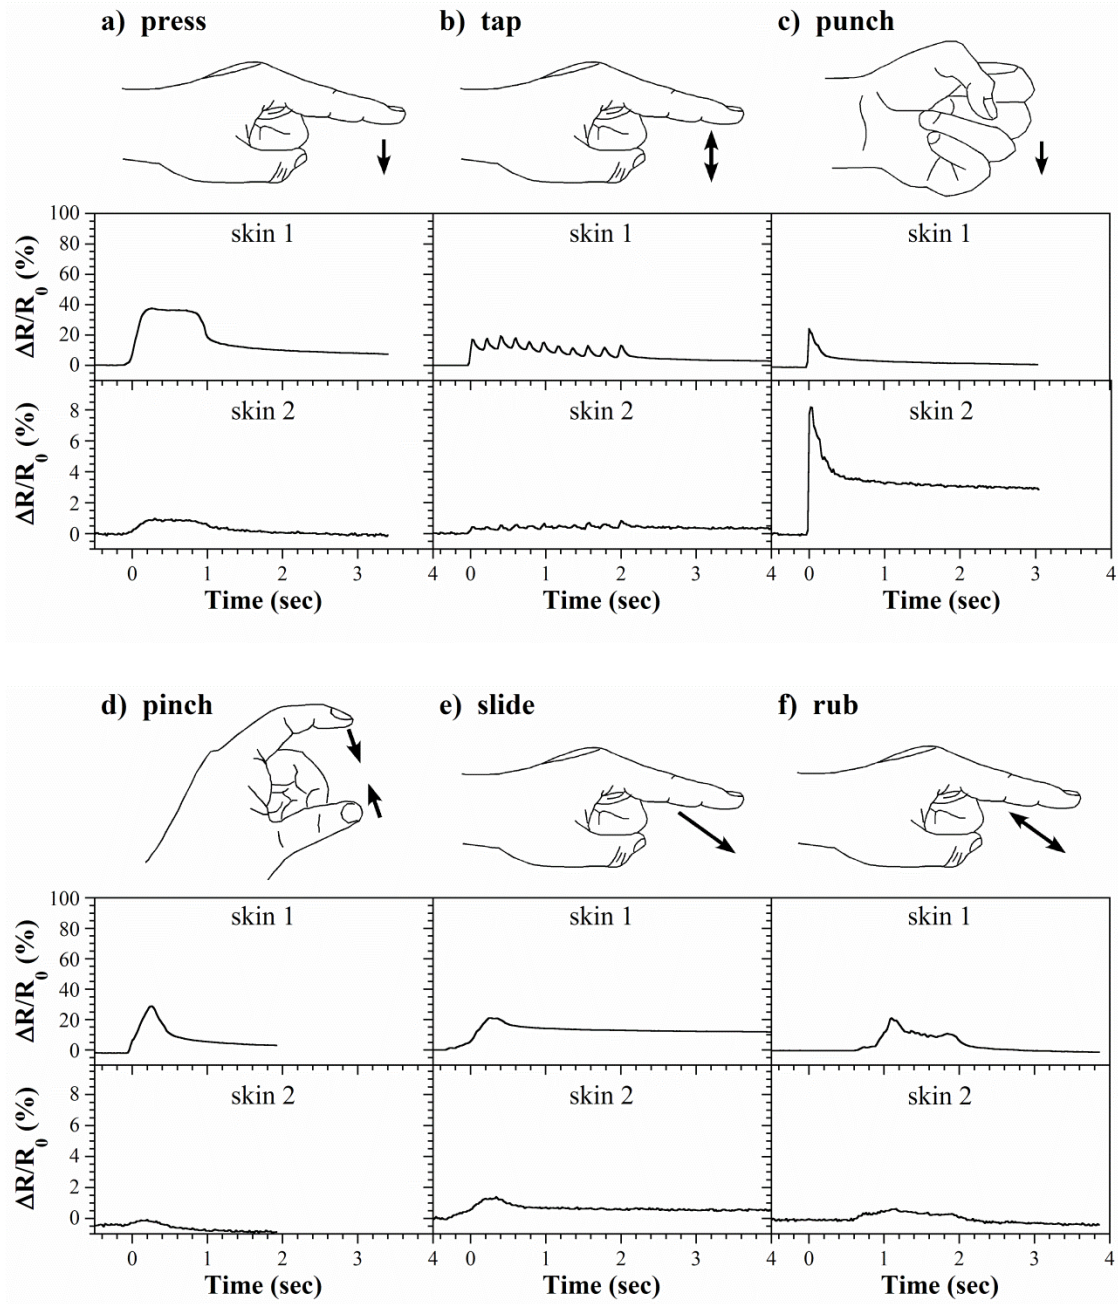 a) press b) tap c) punch
skin 1 skin 1 skin 1
100
80
60
40
20
0
ΔR/R0 (%)
skin 2 skin 2 skin 2
8
6
4
2
0
ΔR/R0 (%)
0 1 2 3 4 0 1 2 3 4 0 1 2 3 4
Time (sec) Time (sec) Time (sec)
d) pinch e) slide f) rub
skin 1 skin 1 skin 1
100
80
60
40
20
0
ΔR/R0 (%)
skin 2 skin 2 skin 2
8
6
4
2
0
ΔR/R0 (%)
0 1 2 3 4 0 1 2 3 4 0 1 2 3 4
Time (sec) Time (sec) Time (sec)